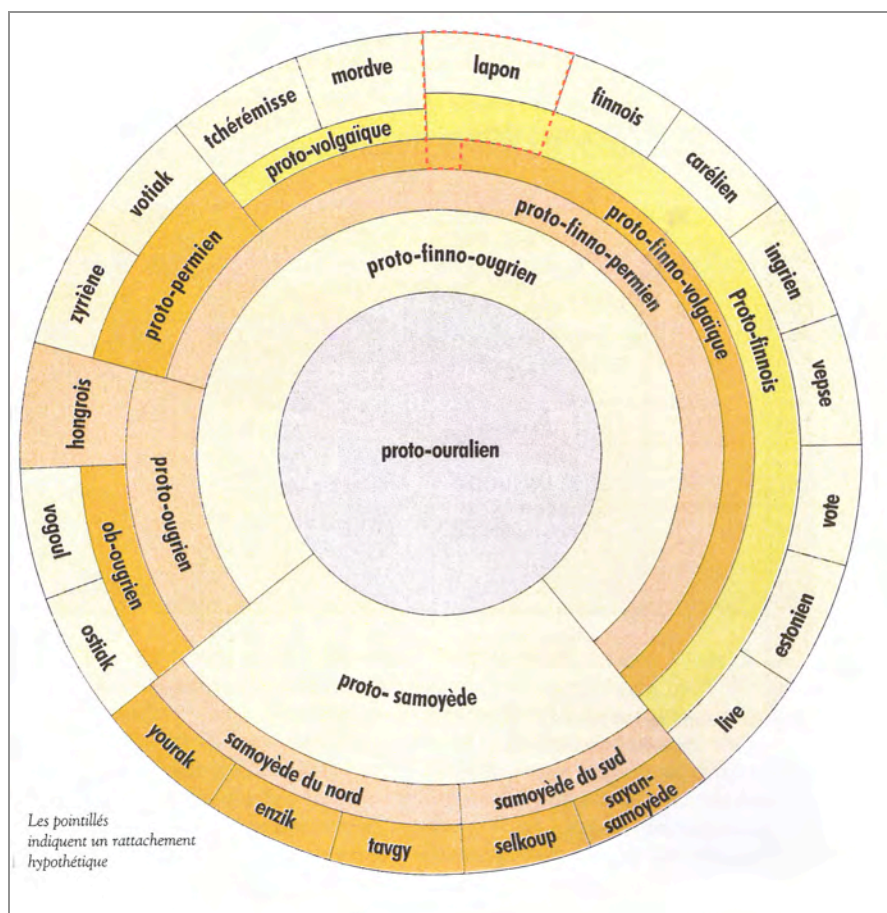 mordve
lapon
finnois
tchérémisse
carélien
votiak
ingrien
zyriène
vepse
hongrois
vote
vogoul
estonien
ostiak
live
yourak
enzik
tavgy
selkoup
sayan-
samoyède
proto-volgaïque
proto-permien
proto-finno-ougrien
proto-finno-permien
proto-finno-volgaïque
Proto-finnois
proto-ouralien
proto-ougrien
ob-ougrien
proto-samoyède
samoyède du nord
samoyède du sud
Les pointillés
indiquent un rattachement
hypothétique